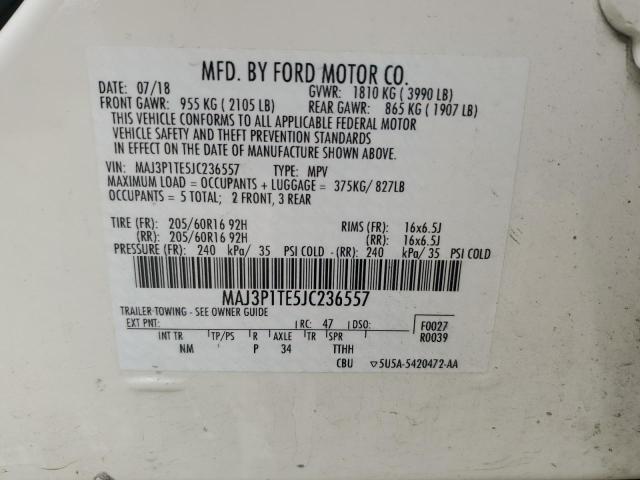 MFD. BY FORD MOTOR CO.
DATE: 07/18 GVWR: 1810 KG ( 3990 LB)
FRONT GAWR: 955 KG ( 2105 LB) REAR GAWR: 865 KG ( 1907 LB)
THIS VEHICLE CONFORMS TO ALL APPLICABLE FEDERAL MOTOR
VEHICLE SAFETY AND THEFT PREVENTION STANDARDS
IN EFFECT ON THE DATE OF MANUFACTURE SHOWN ABOVE.
VIN: MAJ3P1TE5JC236557 TYPE: MPV
MAXIMUM LOAD = OCCUPANTS + LUGGAGE = 375KG/ 827LB
OCCUPANTS = 5 TOTAL; 2 FRONT, 3 REAR
TIRE (FR): 205/60R16 92H RIMS (FR): 16x6.5J
(RR): 205/60R16 92H (RR): 16x6.5J
PRESSURE (FR): 240 kPa/ 35 PSI COLD -(RR): 240 kPa/ 35 PSI COLD
MAJ3P1TE5JC236557
TRAILER TOWING - SEE OWNER GUIDE
EXT PNT: RC: 47 DSO: F0027
INT TR TP/PS R AXLE TR SPR R0039
NM P 34 TTHH
CBU ▽5U5A-5420472-AA